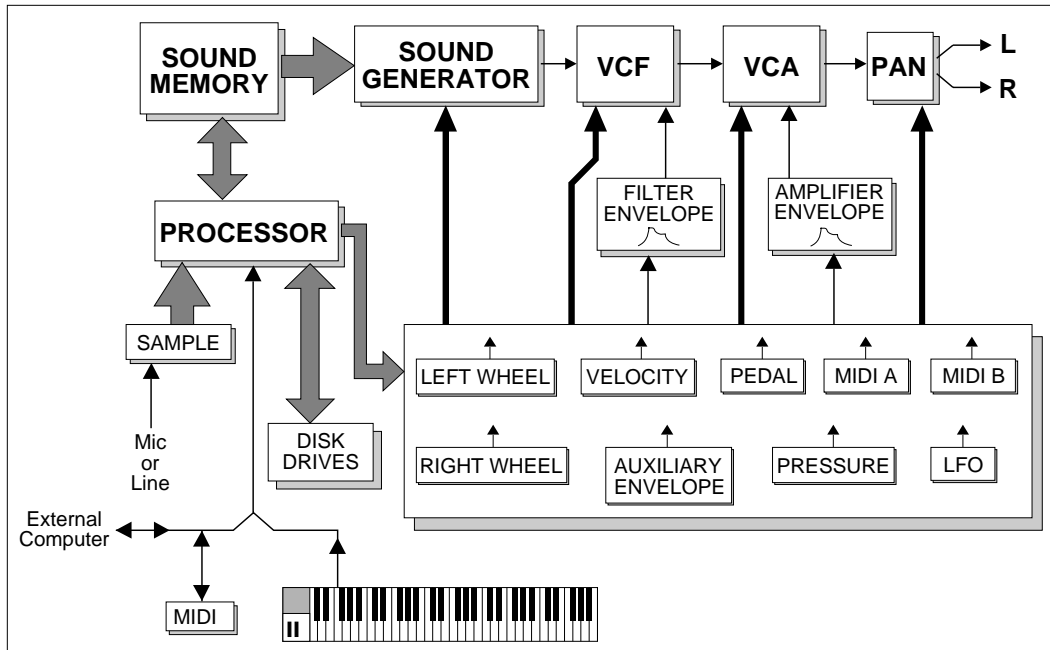 SOUND
MEMORY
SOUND
GENERATOR
VCF
VCA
PAN
L
R
FILTER
ENVELOPE
AMPLIFIER
ENVELOPE
PROCESSOR
SAMPLE
LEFT WHEEL
VELOCITY
PEDAL
MIDI A
MIDI B
Mic
or
Line
DISK
DRIVES
RIGHT WHEEL
AUXILIARY
ENVELOPE
PRESSURE
LFO
External
Computer
MIDI